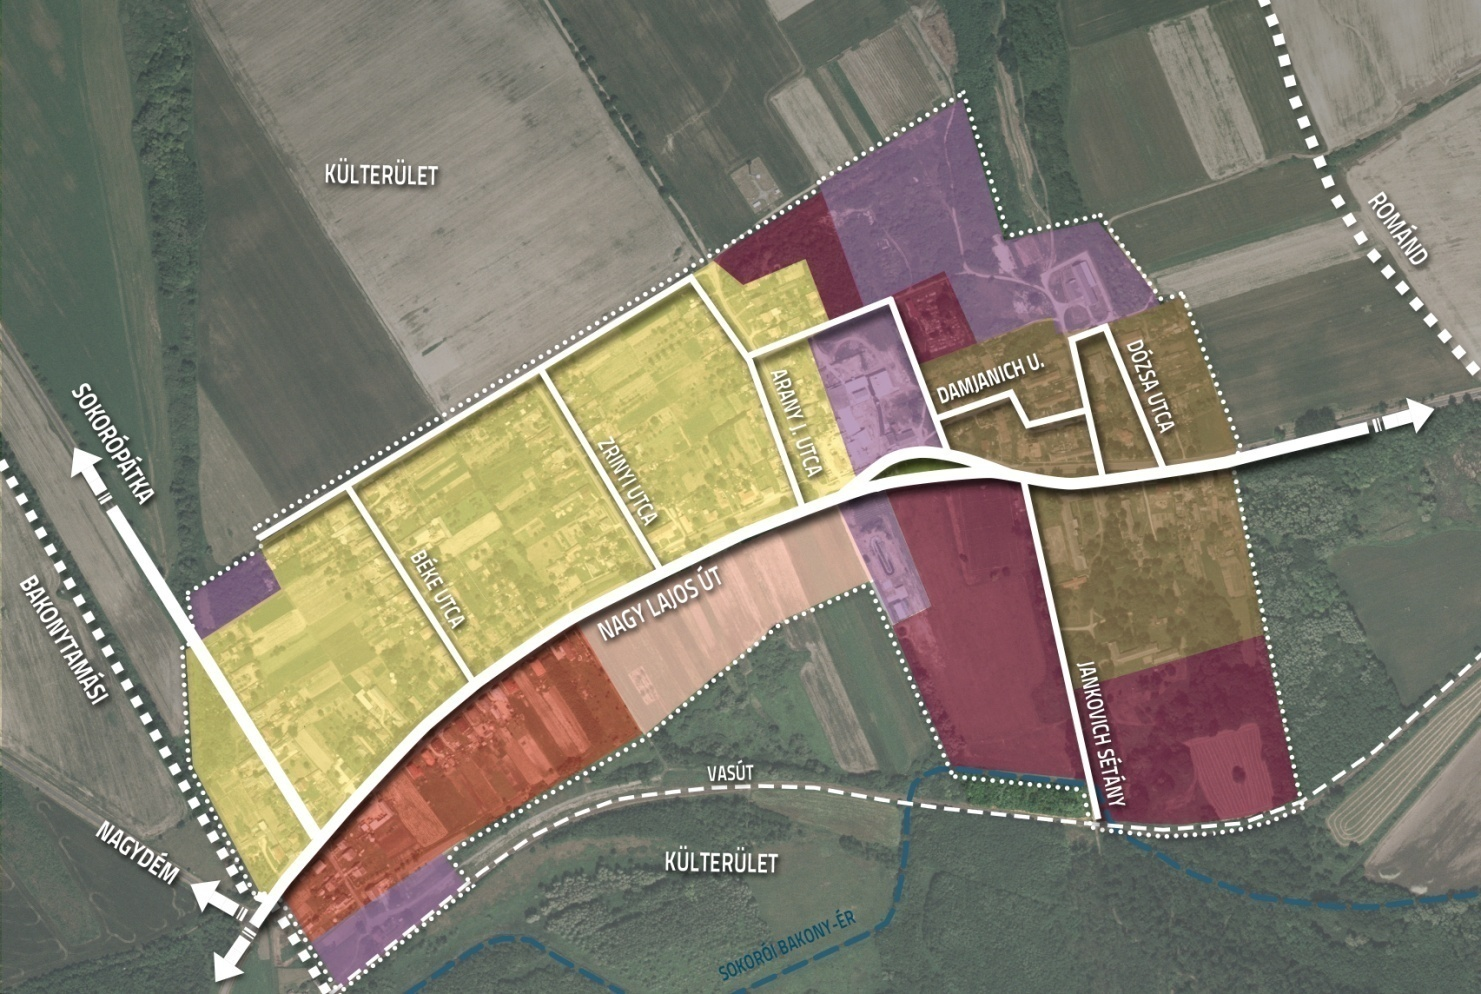 KÜLTERÜLET
ROMÁND
DAMJANICH U.
DÓZSA UTCA
ARANY J. UTCA
SOKORÓPÁTKA
ZRINYI UTCA
BÉKE UTCA
NAGY LAJOS ÚT
BAKONYTAMÁSI
JANKOVICH SÉTÁNY
VASÚT
NAGYDÉM
KÜLTERÜLET
SOKORÓI BAKONY-ÉR